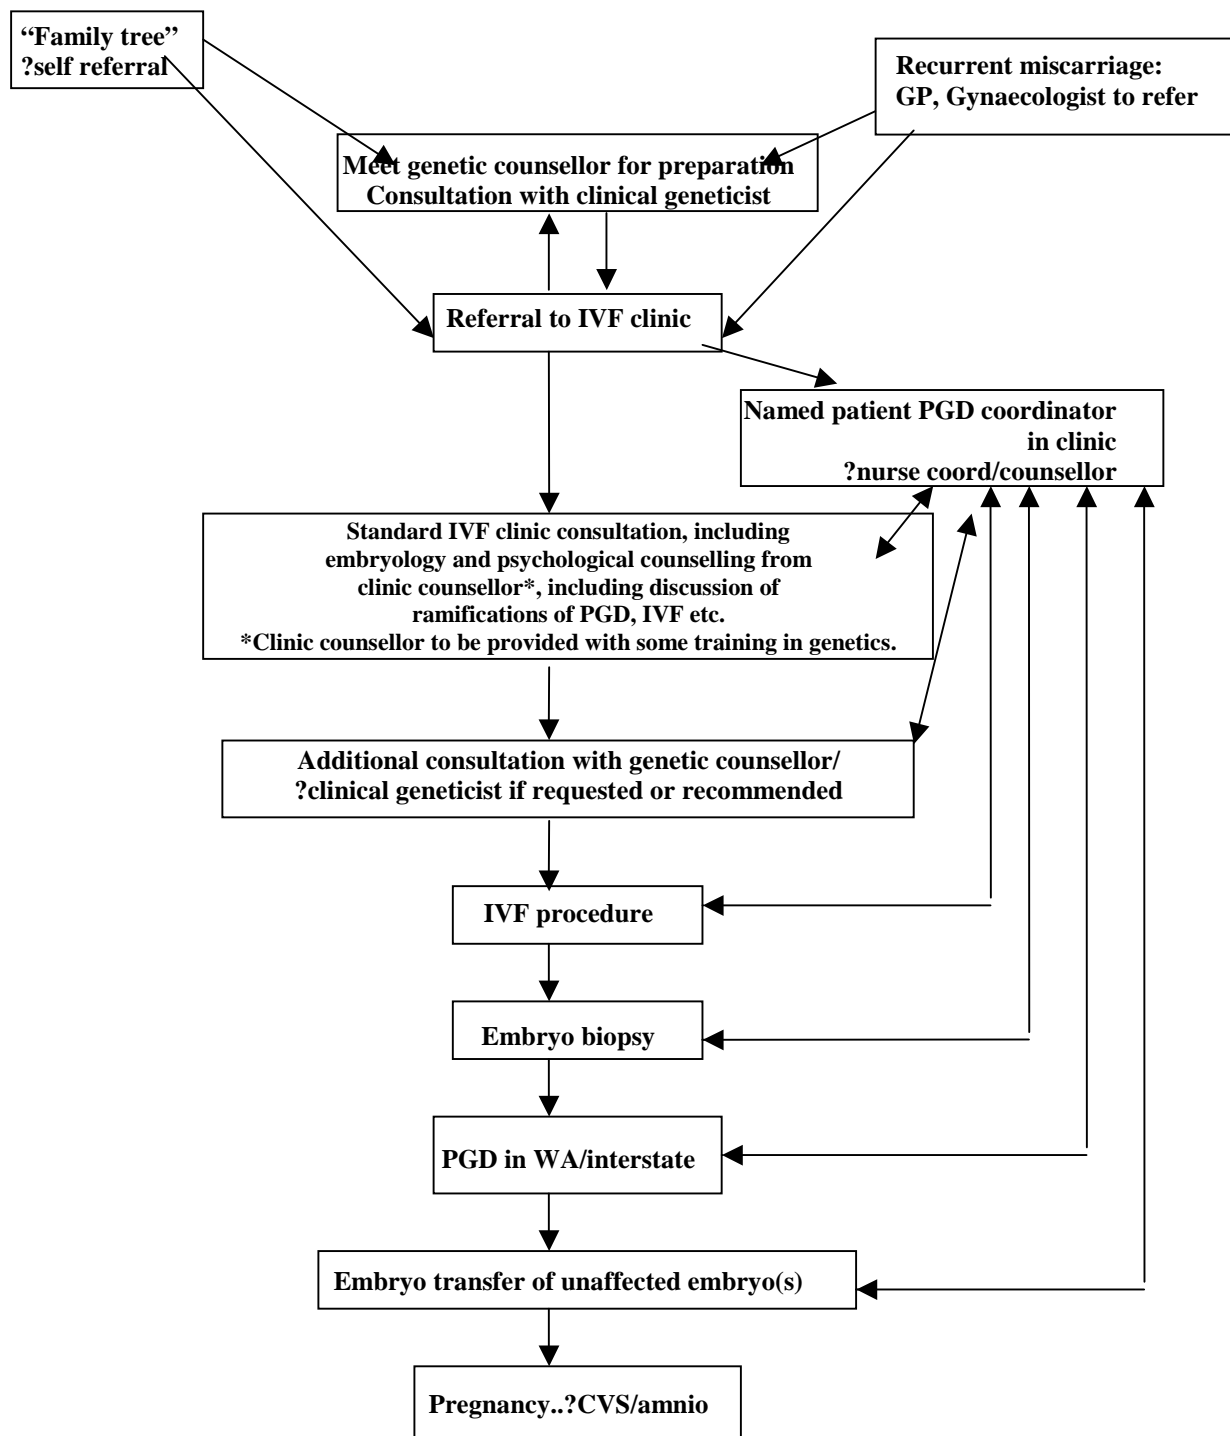 “Family tree”
?self referral
Recurrent miscarriage:
GP, Gynaecologist to refer
Meet genetic counsellor for preparation
Consultation with clinical geneticist
Referral to IVF clinic
Named patient PGD coordinator
in clinic
?nurse coord/counsellor
Standard IVF clinic consultation, including
embryology and psychological counselling from
clinic counsellor*, including discussion of
ramifications of PGD, IVF etc.
*Clinic counsellor to be provided with some training in genetics.
Additional consultation with genetic counsellor/
?clinical geneticist if requested or recommended
IVF procedure
Embryo biopsy
PGD in WA/interstate
Embryo transfer of unaffected embryo(s)
Pregnancy..?CVS/amnio